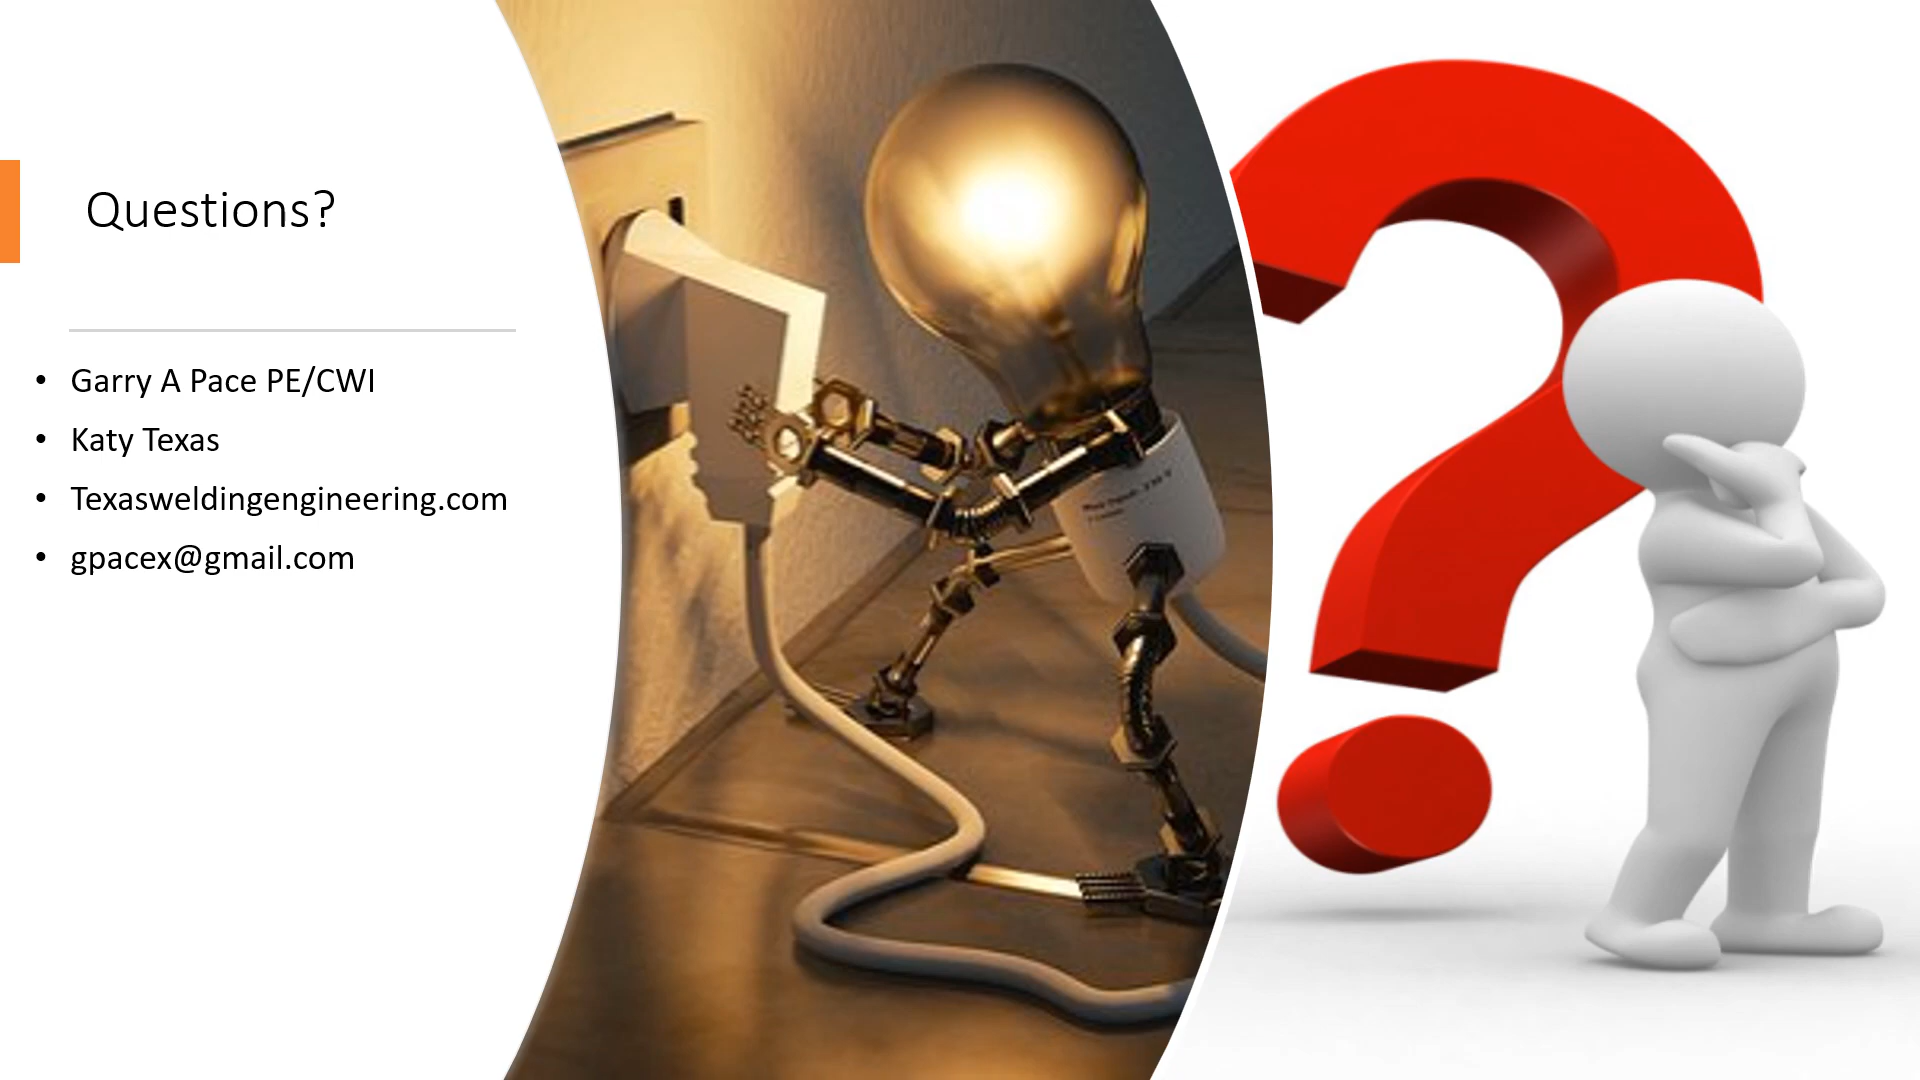 Questions?
• Garry A Pace PE/CWI
• Katy Texas
• Texasweldingengineering.com
• gpacex@gmail.com